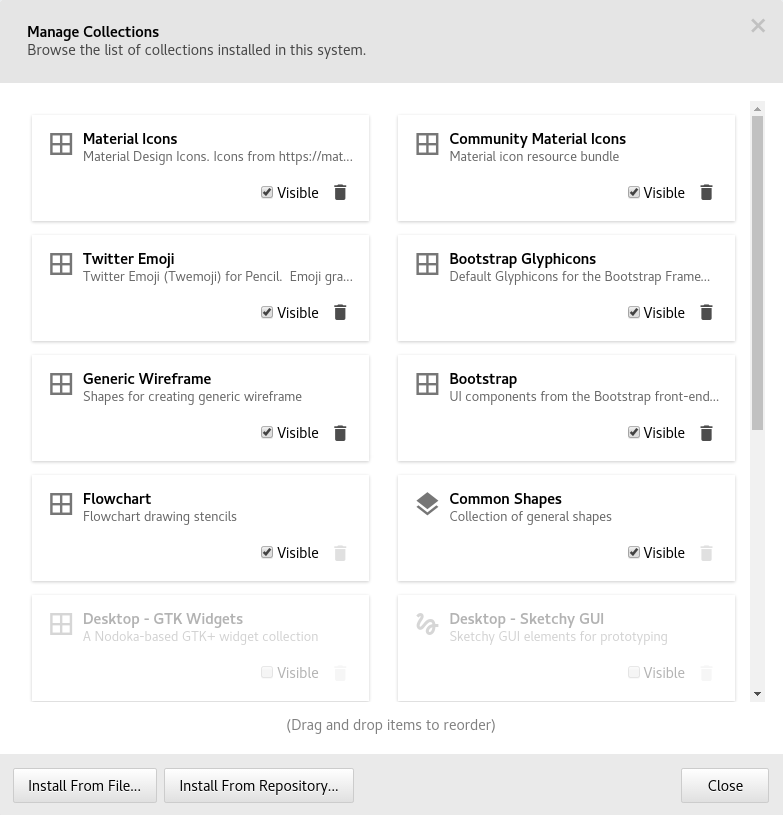 Manage Collections
Browse the list of collections installed in this system.
Material Icons
Material Design Icons. Icons from https://mat...
Visible
Community Material Icons
Material icon resource bundle
Visible
Twitter Emoji
Twitter Emoji (Twemoji) for Pencil.  Emoji gra...
Visible
Bootstrap Glyphicons
Default Glyphicons for the Bootstrap Frame...
Visible
Generic Wireframe
Shapes for creating generic wireframe
Visible
Bootstrap
UI components from the Bootstrap front-end...
Visible
Flowchart
Flowchart drawing stencils
Visible
Common Shapes
Collection of general shapes
Visible
Desktop - GTK Widgets
A Nodoka-based GTK+ widget collection
Visible
Desktop - Sketchy GUI
Sketchy GUI elements for prototyping
Visible
(Drag and drop items to reorder)
Install From File...
Install From Repository...
Close